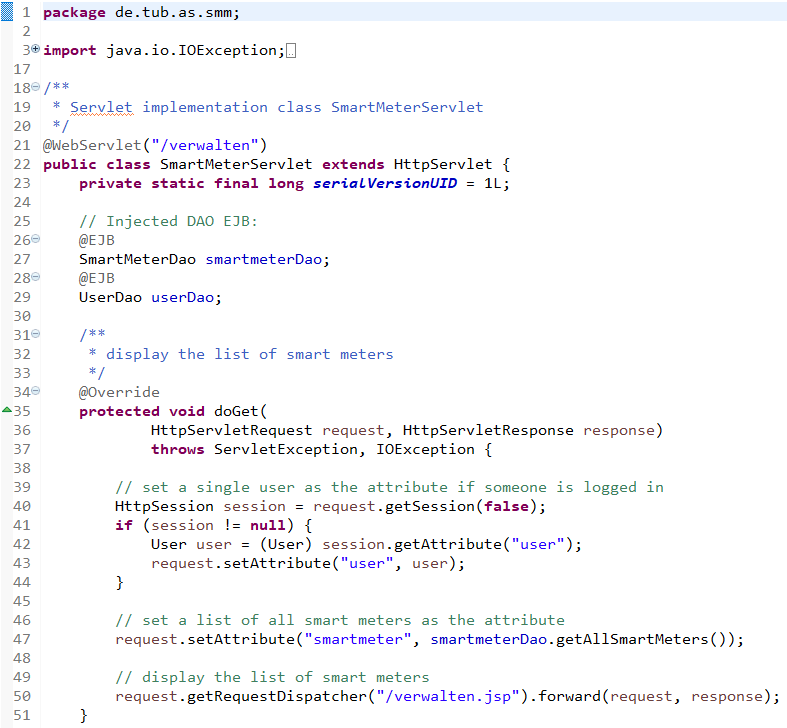 1 package de.tub.as.smm;
2
3 import java.io.IOException;
17
18 /**
19  * Servlet implementation class SmartMeterServlet
20  */
21 @WebServlet("/verwalten")
22 public class SmartMeterServlet extends HttpServlet {
23     private static final long serialVersionUID = 1L;
24
25     // Injected DAO EJB:
26     @EJB
27     SmartMeterDao smartmeterDao;
28     @EJB
29     UserDao userDao;
30
31     /**
32      * display the list of smart meters
33      */
34     @Override
35     protected void doGet(
36             HttpServletRequest request, HttpServletResponse response)
37             throws ServletException, IOException {
38
39         // set a single user as the attribute if someone is logged in
40         HttpSession session = request.getSession(false);
41         if (session != null) {
42             User user = (User) session.getAttribute("user");
43             request.setAttribute("user", user);
44         }
45
46         // set a list of all smart meters as the attribute
47         request.setAttribute("smartmeter", smartmeterDao.getAllSmartMeters());
48
49         // display the list of smart meters
50         request.getRequestDispatcher("/verwalten.jsp").forward(request, response);
51     }